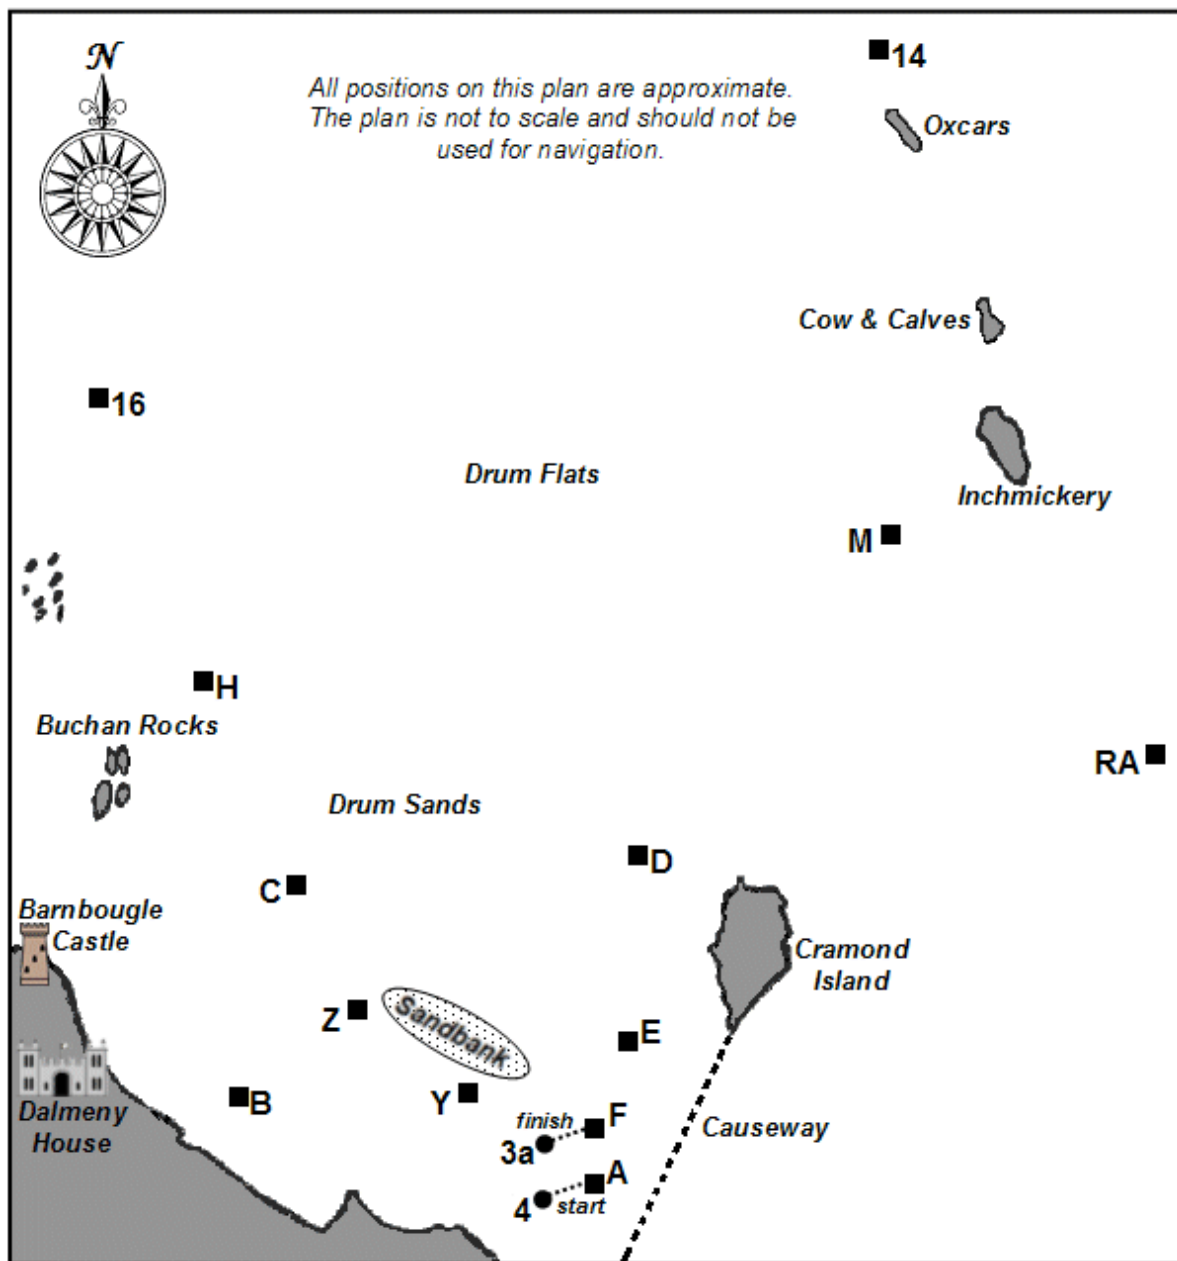 N
All positions on this plan are approximate.
The plan is not to scale and should not be
used for navigation.
14
Oxcars
Cow & Calves
16
Drum Flats
Inchmickery
M
H
Buchan Rocks
RA
Drum Sands
D
C
Barnbougle
Castle
Cramond
Island
Z
Sandbank
E
B
Y
Dalmeny
House
finish
F
3a
Causeway
A
4
start